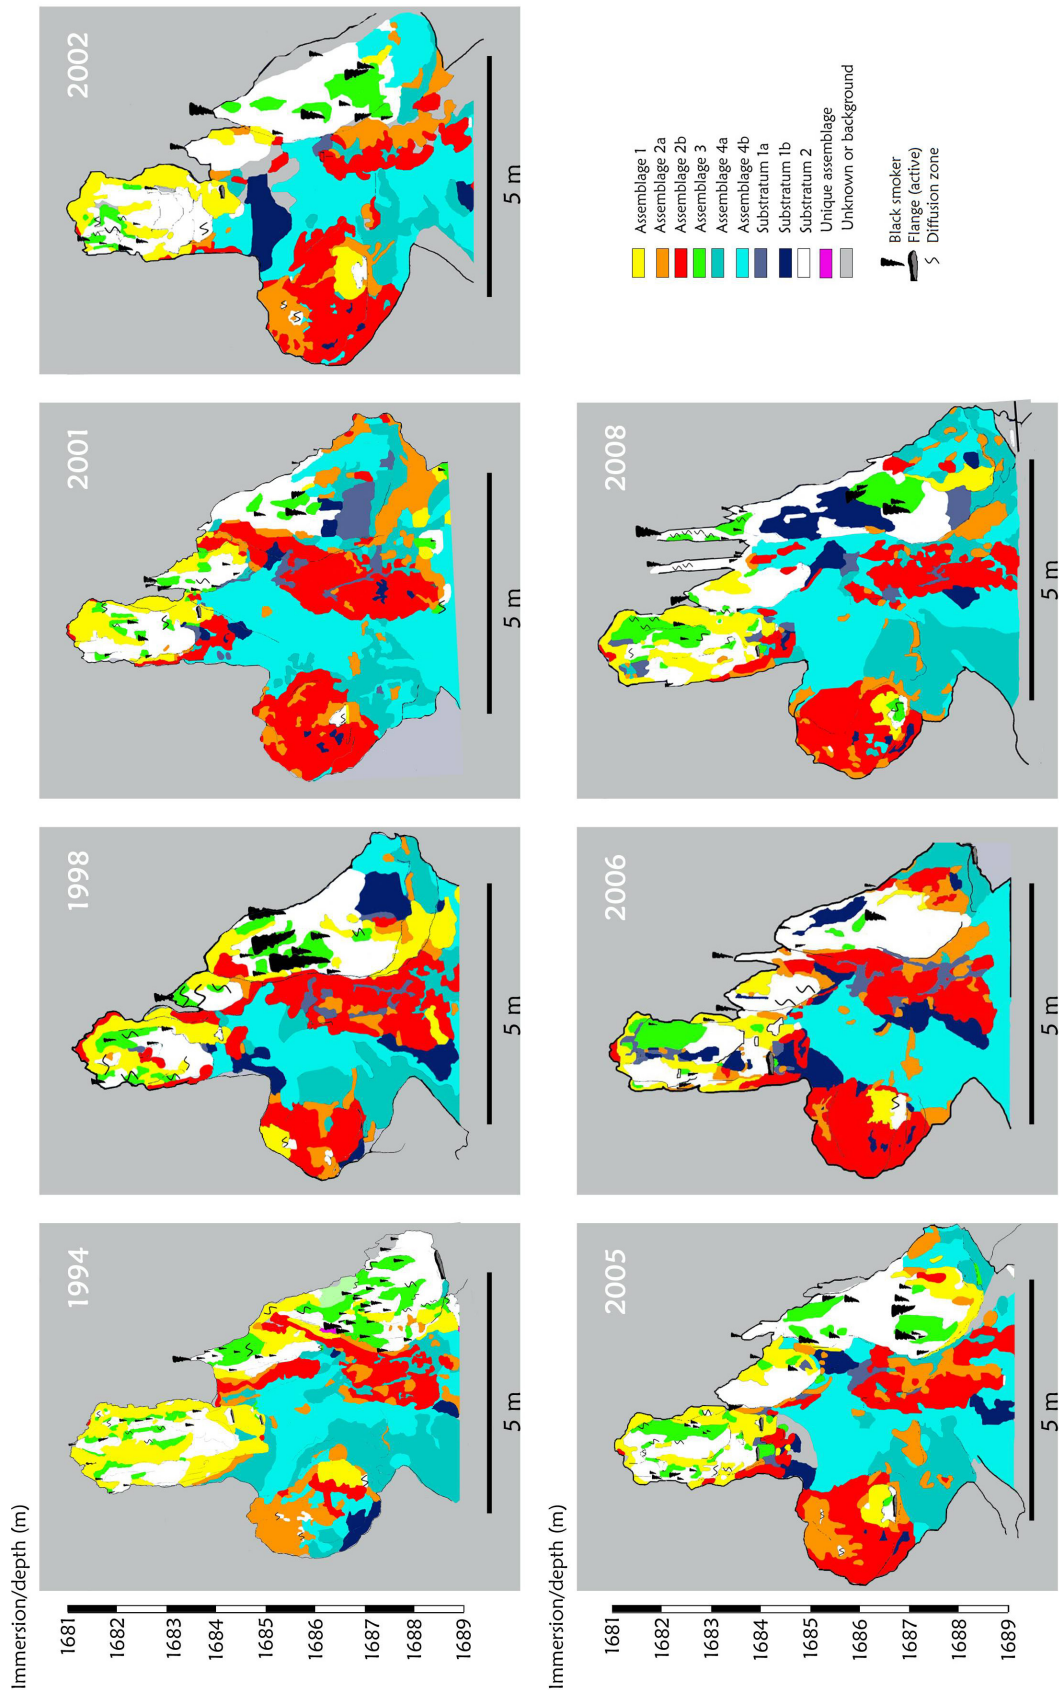 Immersion/depth (m)
1681
1682
1683
1684
1685
1686
1687
1688
1689
1994
5 m
1998
5 m
2001
5 m
2002
5 m
Immersion/depth (m)
1681
1682
1683
1684
1685
1686
1687
1688
1689
2005
5 m
2006
5 m
2008
5 m
Assemblage 1
Assemblage 2a
Assemblage 2b
Assemblage 3
Assemblage 4a
Assemblage 4b
Substratum 1a
Substratum 1b
Substratum 2
Unique assemblage
Unknown or background
Black smoker
Flange (active)
Diffusion zone